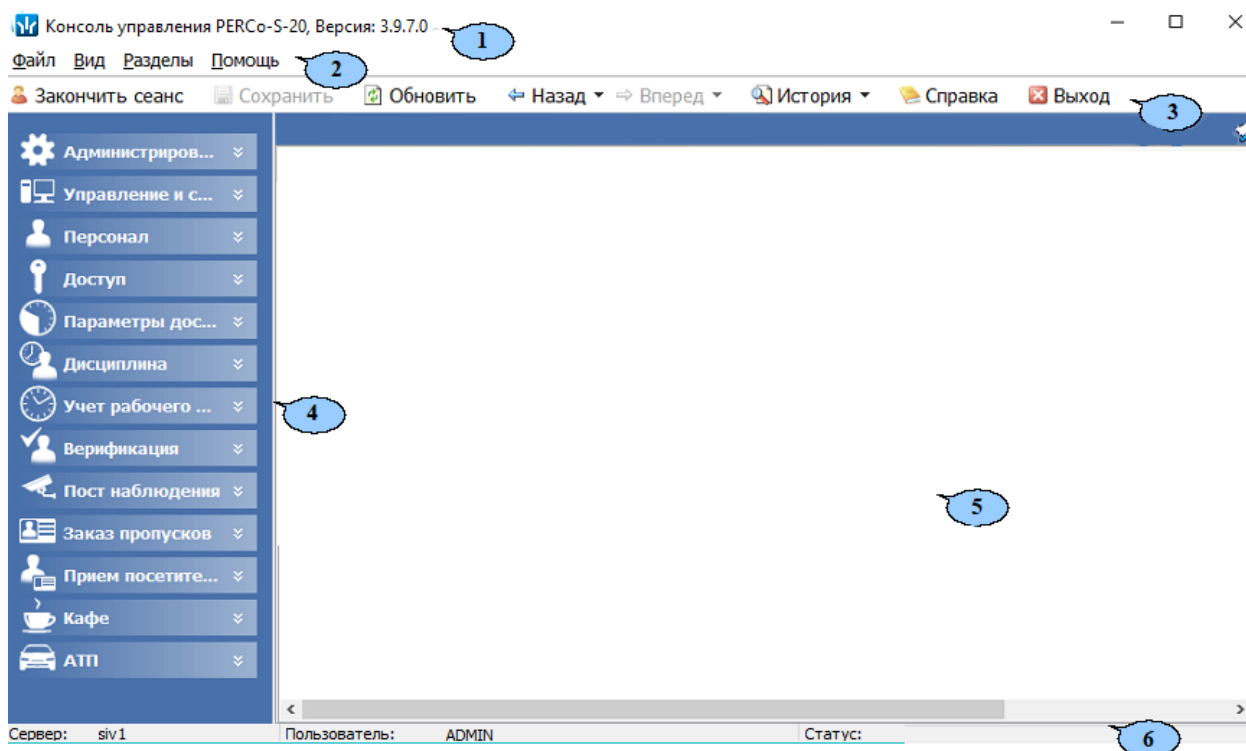 Консоль управления PERCo-S-20, Версия: 3.9.7.0
1
Файл Вид Разделы Помощь
2
Закончить сеанс Сохранить Обновить Назад Вперед История Справка Выход
3
Администриров...
Управление и с...
Персонал
Доступ
Параметры дос...
Дисциплина
Учет рабочего ...
4
Верификация
Пост наблюдения
5
Заказ пропусков
Прием посетите...
Кафе
АТП
Сервер: siv1 Пользователь: ADMIN Статус:
6